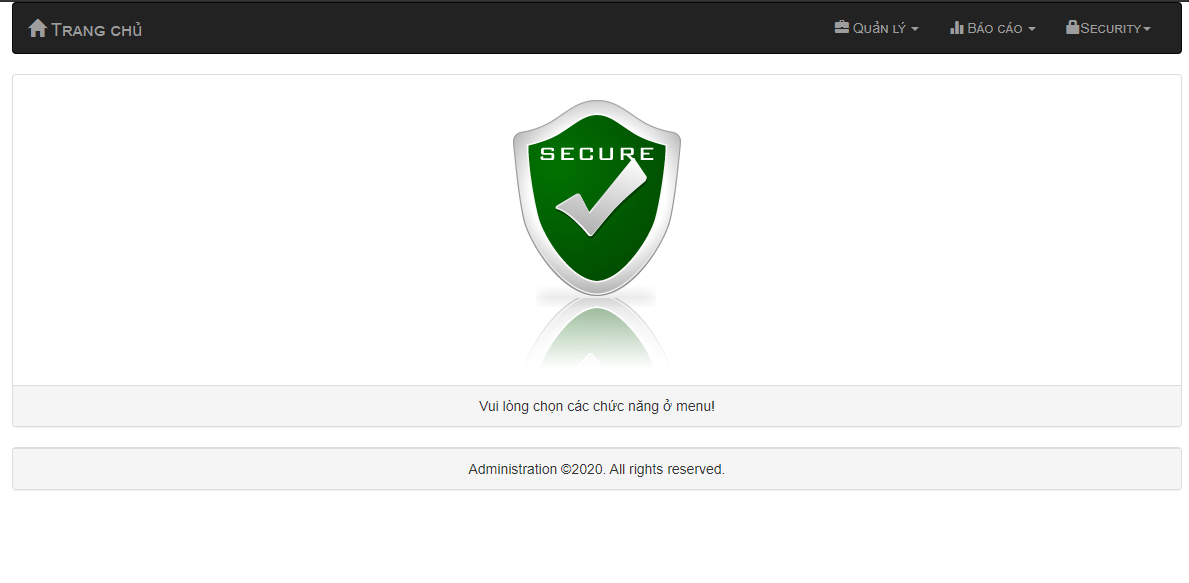 Trang chủ Quản lý Báo cáo Security
SECURE
Vui lòng chọn các chức năng ở menu!
Administration ©2020. All rights reserved.